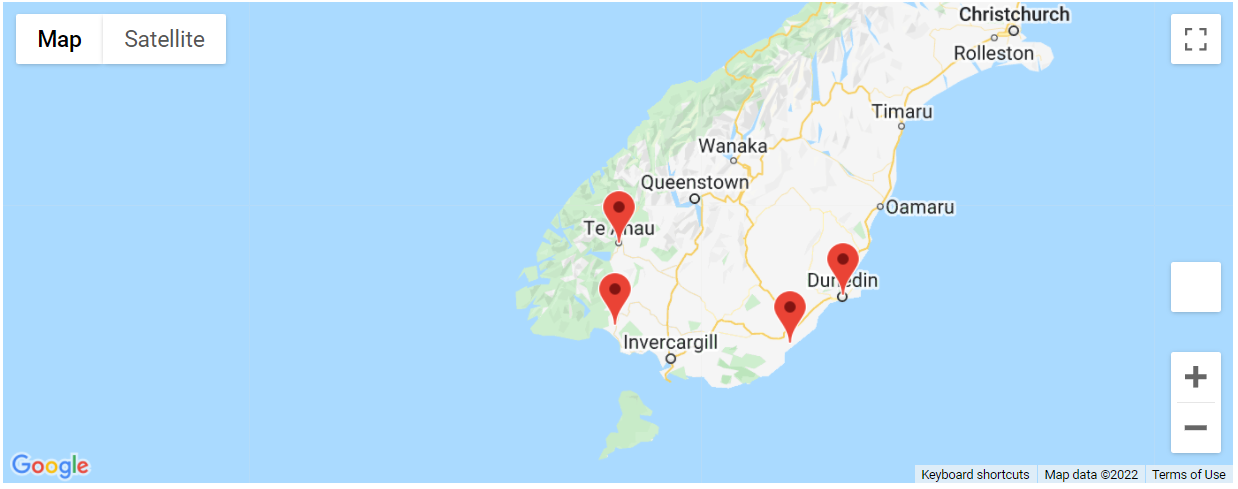 Map Satellite
Christchurch
Rolleston
Timaru
Wanaka
Queenstown
Oamaru
Te Anau
Dunedin
Invercargill
Google
Keyboard shortcuts Map data ©2022 Terms of Use